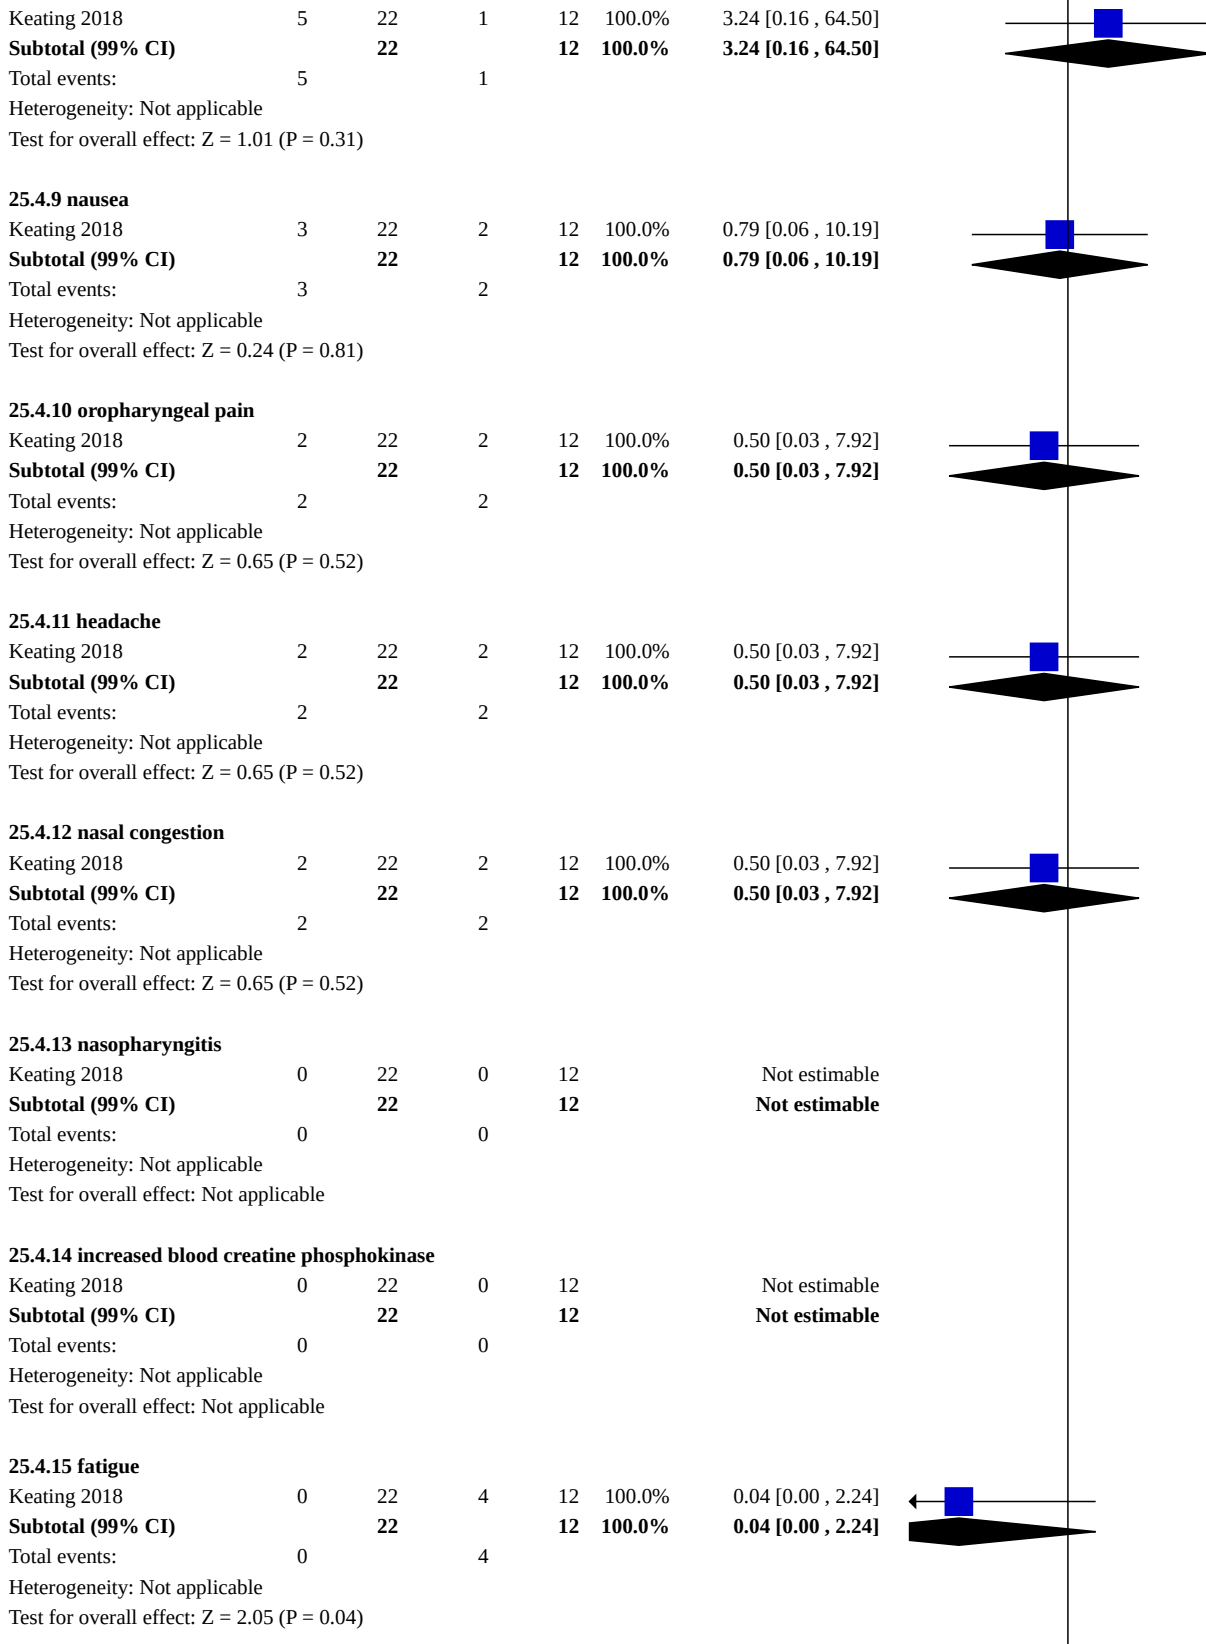 Keating 2018 5 22 1 12 100.0% 3.24 [0.16 , 64.50]
Subtotal (99% CI) 22 12 100.0% 3.24 [0.16 , 64.50]
Total events: 5 1
Heterogeneity: Not applicable
Test for overall effect: Z = 1.01 (P = 0.31)
25.4.9 nausea
Keating 2018 3 22 2 12 100.0% 0.79 [0.06 , 10.19]
Subtotal (99% CI) 22 12 100.0% 0.79 [0.06 , 10.19]
Total events: 3 2
Heterogeneity: Not applicable
Test for overall effect: Z = 0.24 (P = 0.81)
25.4.10 oropharyngeal pain
Keating 2018 2 22 2 12 100.0% 0.50 [0.03 , 7.92]
Subtotal (99% CI) 22 12 100.0% 0.50 [0.03 , 7.92]
Total events: 2 2
Heterogeneity: Not applicable
Test for overall effect: Z = 0.65 (P = 0.52)
25.4.11 headache
Keating 2018 2 22 2 12 100.0% 0.50 [0.03 , 7.92]
Subtotal (99% CI) 22 12 100.0% 0.50 [0.03 , 7.92]
Total events: 2 2
Heterogeneity: Not applicable
Test for overall effect: Z = 0.65 (P = 0.52)
25.4.12 nasal congestion
Keating 2018 2 22 2 12 100.0% 0.50 [0.03 , 7.92]
Subtotal (99% CI) 22 12 100.0% 0.50 [0.03 , 7.92]
Total events: 2 2
Heterogeneity: Not applicable
Test for overall effect: Z = 0.65 (P = 0.52)
25.4.13 nasopharyngitis
Keating 2018 0 22 0 12 Not estimable
Subtotal (99% CI) 22 12 Not estimable
Total events: 0 0
Heterogeneity: Not applicable
Test for overall effect: Not applicable
25.4.14 increased blood creatine phosphokinase
Keating 2018 0 22 0 12 Not estimable
Subtotal (99% CI) 22 12 Not estimable
Total events: 0 0
Heterogeneity: Not applicable
Test for overall effect: Not applicable
25.4.15 fatigue
Keating 2018 0 22 4 12 100.0% 0.04 [0.00 , 2.24]
Subtotal (99% CI) 22 12 100.0% 0.04 [0.00 , 2.24]
Total events: 0 4
Heterogeneity: Not applicable
Test for overall effect: Z = 2.05 (P = 0.04)